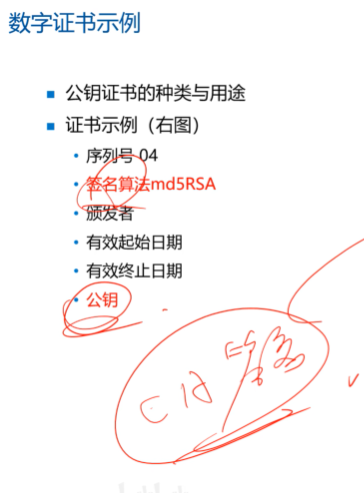 数字证书示例
公钥证书的种类与用途
证书示例（右图）
序列号 04
签名算法md5RSA
颁发者
有效起始日期
有效终止日期
公钥
CA 签名